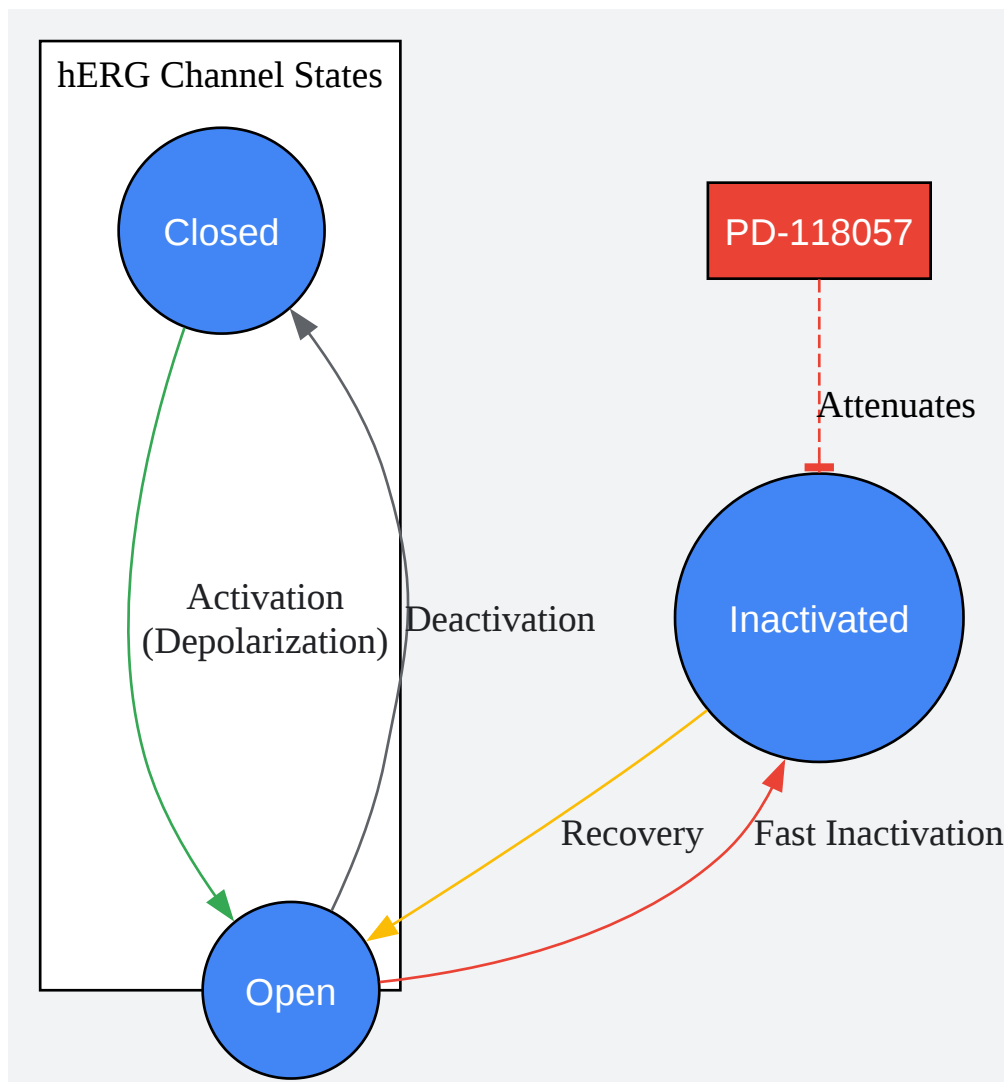 hERG Channel States
Closed
PD-118057
Attenuates
Activation
(Depolarization)
Deactivation
Inactivated
Recovery
Fast Inactivation
Open